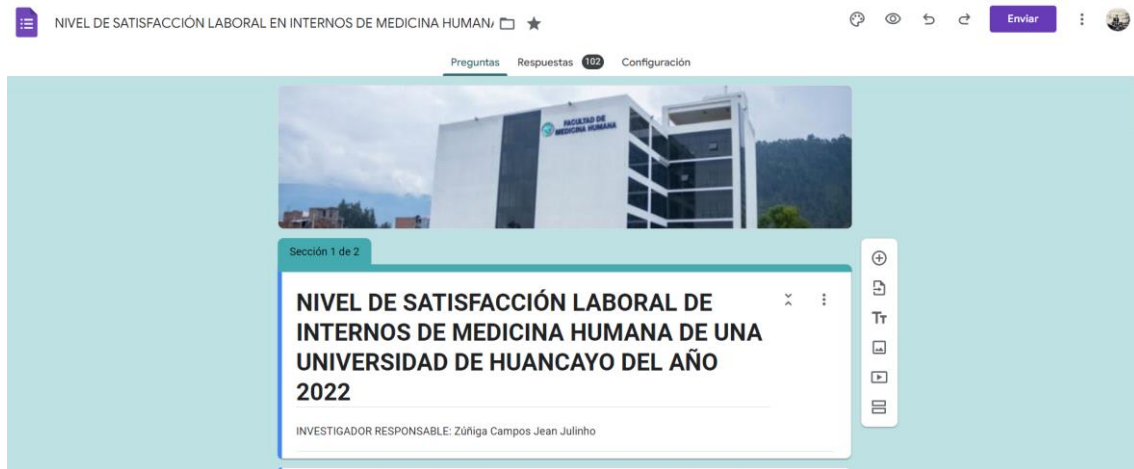 NIVEL DE SATISFACCIÓN LABORAL EN INTERNOS DE MEDICINA HUMAN
Enviar
Preguntas Respuestas 102 Configuración
FACULTAD DE
MEDICINA HUMANA
Sección 1 de 2
NIVEL DE SATISFACCIÓN LABORAL DE
INTERNOS DE MEDICINA HUMANA DE UNA
UNIVERSIDAD DE HUANCAYO DEL AÑO
2022
Tт
INVESTIGADOR RESPONSABLE: Zúñiga Campos Jean Julinho